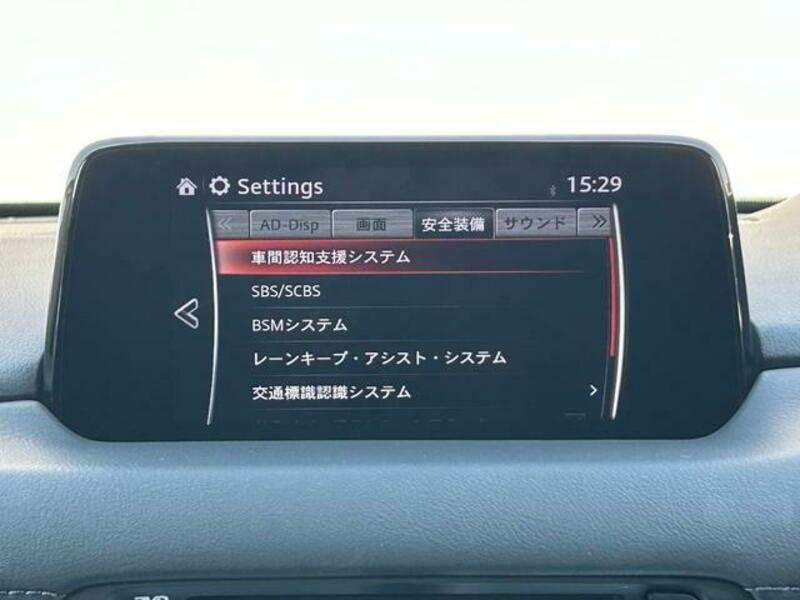 Settings 15:29
AD-Disp 画面 安全装備 サウンド
車間認知支援システム
SBS/SCBS
BSMシステム
レーンキープ・アシスト・システム
交通標識認識システム